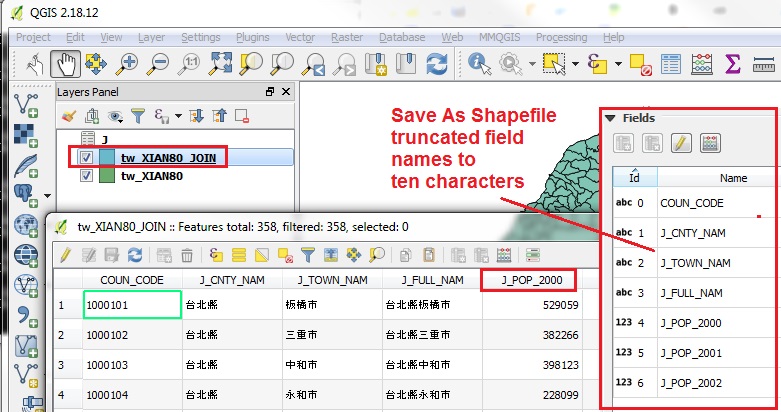 QGIS 2.18.12
Project Edit View Layer Settings Plugins Vector Raster Database Web MMQGIS Processing Help
1:1
Layers Panel
J
tw_XIAN80_JOIN
tw_XIAN80
Save As Shapefile
truncated field
names to
ten characters
Fields
Id Name
abc 0 COUN_CODE
abc 1 J_CNTY_NAM
abc 2 J_TOWN_NAM
abc 3 J_FULL_NAM
123 4 J_POP_2000
123 5 J_POP_2001
123 6 J_POP_2002
tw_XIAN80_JOIN :: Features total: 358, filtered: 358, selected: 0
COUN_CODE J_CNTY_NAM J_TOWN_NAM J_FULL_NAM J_POP_2000
1 1000101 台北縣 板橋市 台北縣板橋市 529059
2 1000102 台北縣 三重市 台北縣三重市 382266
3 1000103 台北縣 中和市 台北縣中和市 398123
4 1000104 台北縣 永和市 台北縣永和市 228099